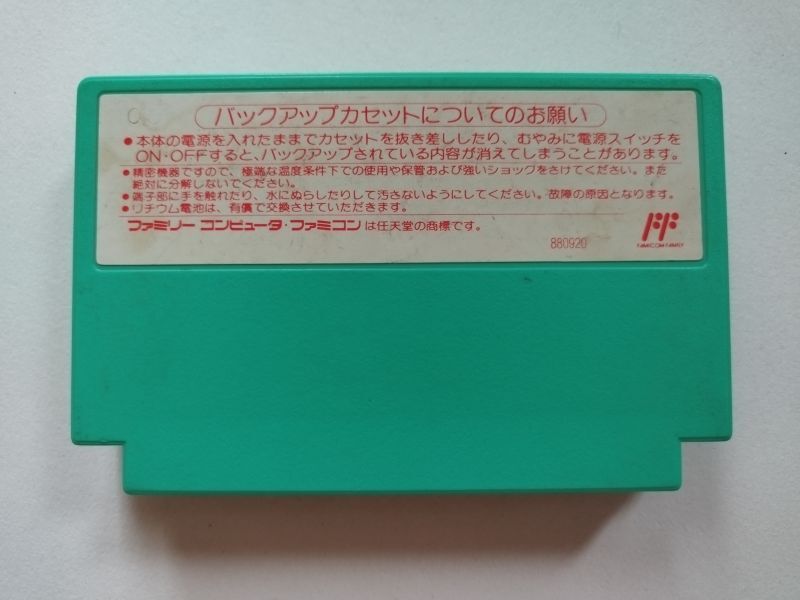 バックアップカセットについてのお願い
●本体の電源を入れたままでカセットを抜き差ししたり、むやみに電源スイッチを
ON・OFFすると、バックアップされている内容が消えてしまうことがあります。
●精密機器ですので、極端な温度条件下での使用や保管および強いショックをさけてください。また
絶対に分解しないでください。
●端子部に手を触れたり、水にぬらしたりして汚さないようにしてください。故障の原因となります。
●リチウム電池は、有償で交換させていただきます。
ファミリー コンピュータ・ファミコン は任天堂の商標です。
880920
FF
FAMICOM FAMILY